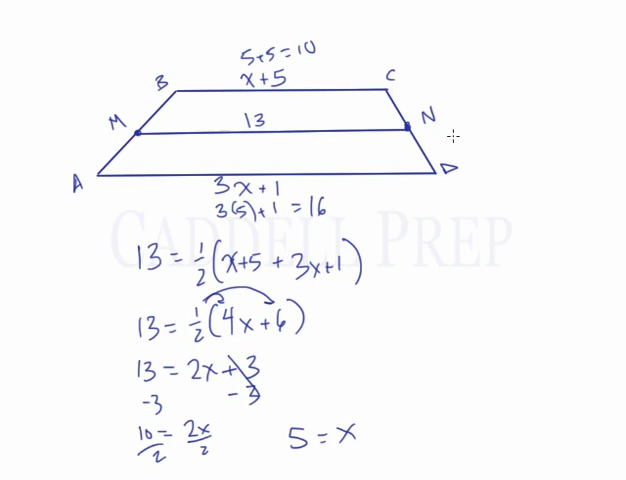 5+5=10
x+5
B
C
M
13
N
A
D
3x+1
3(5)+1 = 16
CADDELL PREP
13 = 1/2(x+5 + 3x+1)
13 = 1/2(4x+6)
13 = 2x+3
-3 -3
10/2 = 2x/2
5 = x